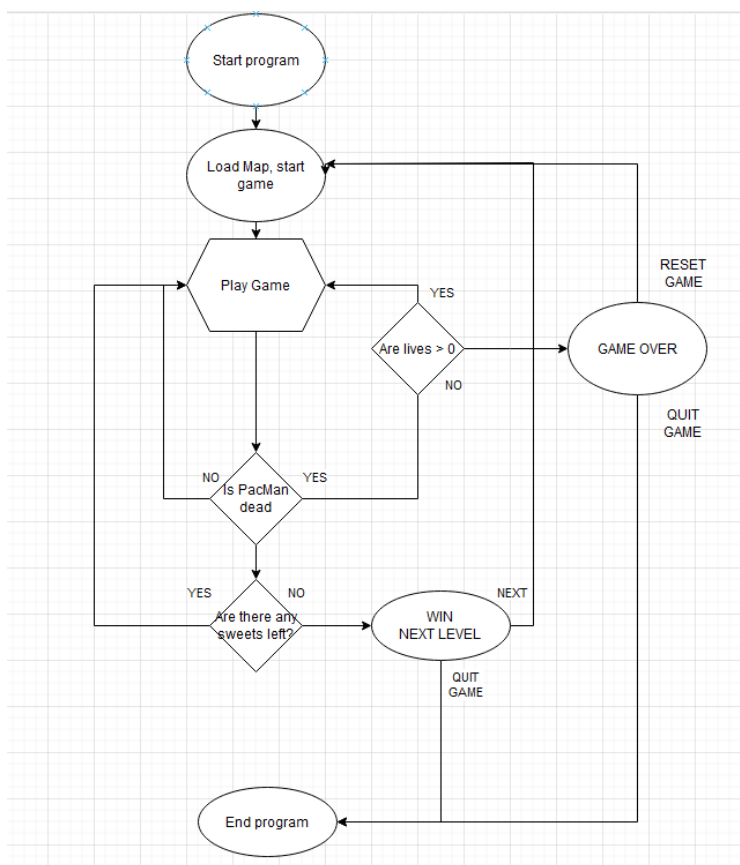 Start program
Load Map, start
game
Play Game
YES
Are lives > 0
NO
RESET
GAME
GAME OVER
QUIT
GAME
NO
Is PacMan
dead
YES
YES
Are there any
sweets left?
NO
WIN
NEXT LEVEL
NEXT
QUIT
GAME
End program